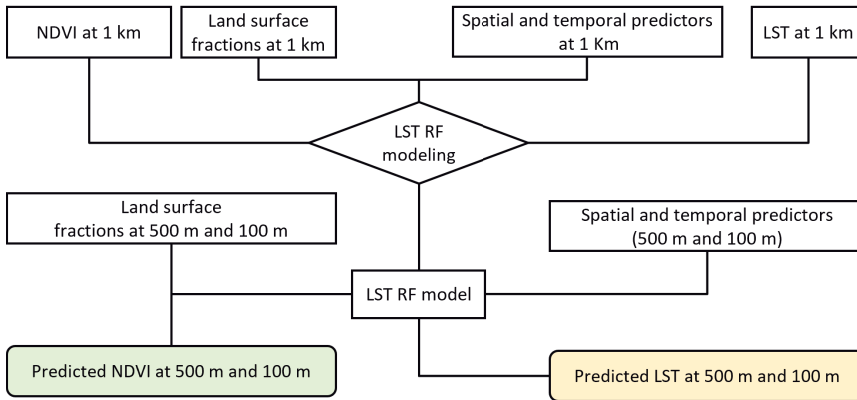 NDVI at 1 km
Land surface
fractions at 1 km
Spatial and temporal predictors
at 1 Km
LST at 1 km
LST RF
modeling
Land surface
fractions at 500 m and 100 m
Spatial and temporal predictors
(500 m and 100 m)
LST RF model
Predicted NDVI at 500 m and 100 m
Predicted LST at 500 m and 100 m